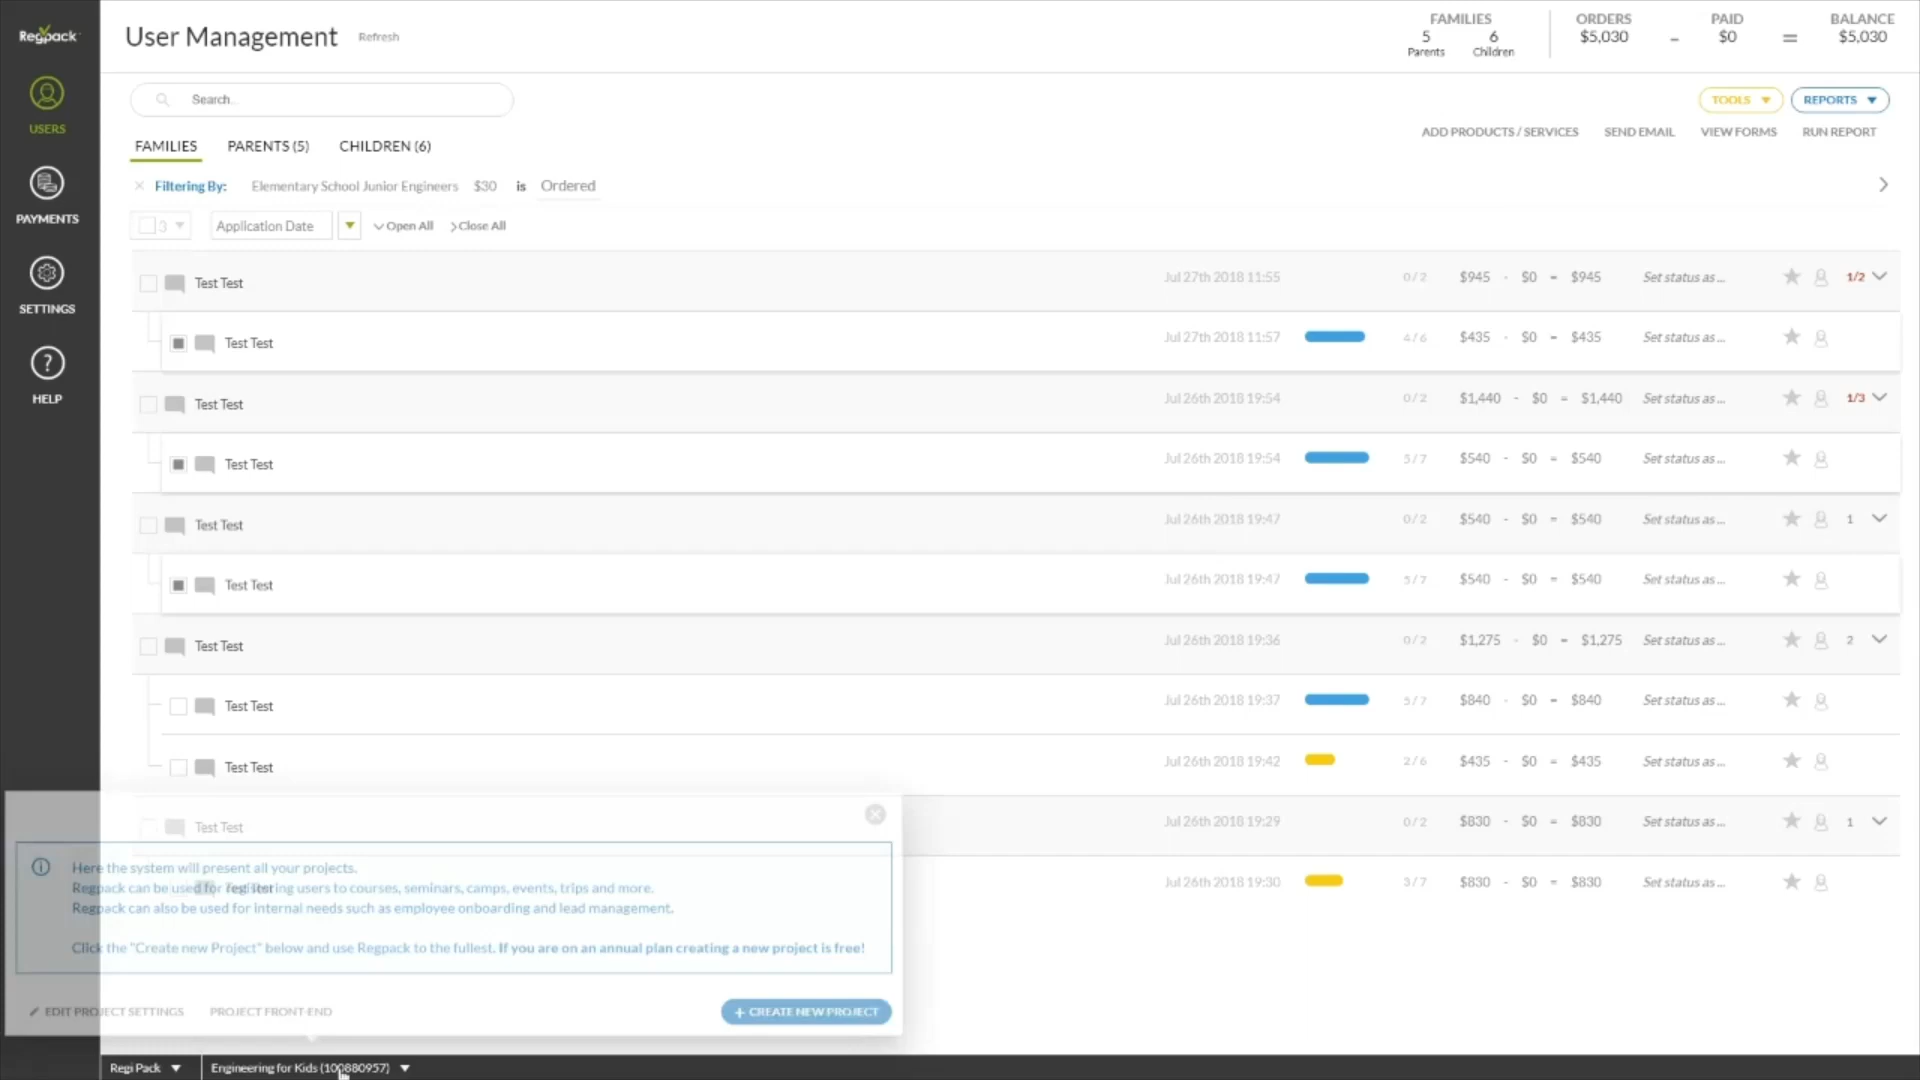 Regpack
User Management Refresh
FAMILIES ORDERS PAID BALANCE
5 6 $5,030 - $0 = $5,030
Parents Children
USERS
PAYMENTS
SETTINGS
? HELP
Search...
TOOLS REPORTS
ADD PRODUCTS / SERVICES SEND EMAIL VIEW FORMS RUN REPORT
FAMILIES PARENTS (5) CHILDREN (6)
Filtering By: Elementary School Junior Engineers $30 is Ordered
3 Application Date Open All Close All
Test Test Jul 27th 2018 11:55 0/2 $945 - $0 = $945 Set status as ... 1/2
Test Test Jul 27th 2018 11:57 4/6 $435 - $0 = $435 Set status as ...
Test Test Jul 26th 2018 19:54 0/2 $1,440 - $0 = $1,440 Set status as ... 1/3
Test Test Jul 26th 2018 19:54 5/7 $540 - $0 = $540 Set status as ...
Test Test Jul 26th 2018 19:47 0/2 $540 - $0 = $540 Set status as ... 1
Test Test Jul 26th 2018 19:47 5/7 $540 - $0 = $540 Set status as ...
Test Test Jul 26th 2018 19:36 0/2 $1,275 - $0 = $1,275 Set status as ... 2
Test Test Jul 26th 2018 19:37 5/7 $840 - $0 = $840 Set status as ...
Test Test Jul 26th 2018 19:42 2/6 $435 - $0 = $435 Set status as ...
Test Test Jul 26th 2018 19:29 0/2 $830 - $0 = $830 Set status as ... 1
Test Test Jul 26th 2018 19:30 3/7 $830 - $0 = $830 Set status as ...
Here the system will present all your projects.
Regpack can be used for registering users to courses, seminars, camps, events, trips and more.
Regpack can also be used for internal needs such as employee onboarding and lead management.
Click the "Create new Project" below and use Regpack to the fullest. If you are on an annual plan creating a new project is free!
EDIT PROJECT SETTINGS PROJECT FRONT-END + CREATE NEW PROJECT
Regi Pack Engineering for Kids (100880957)